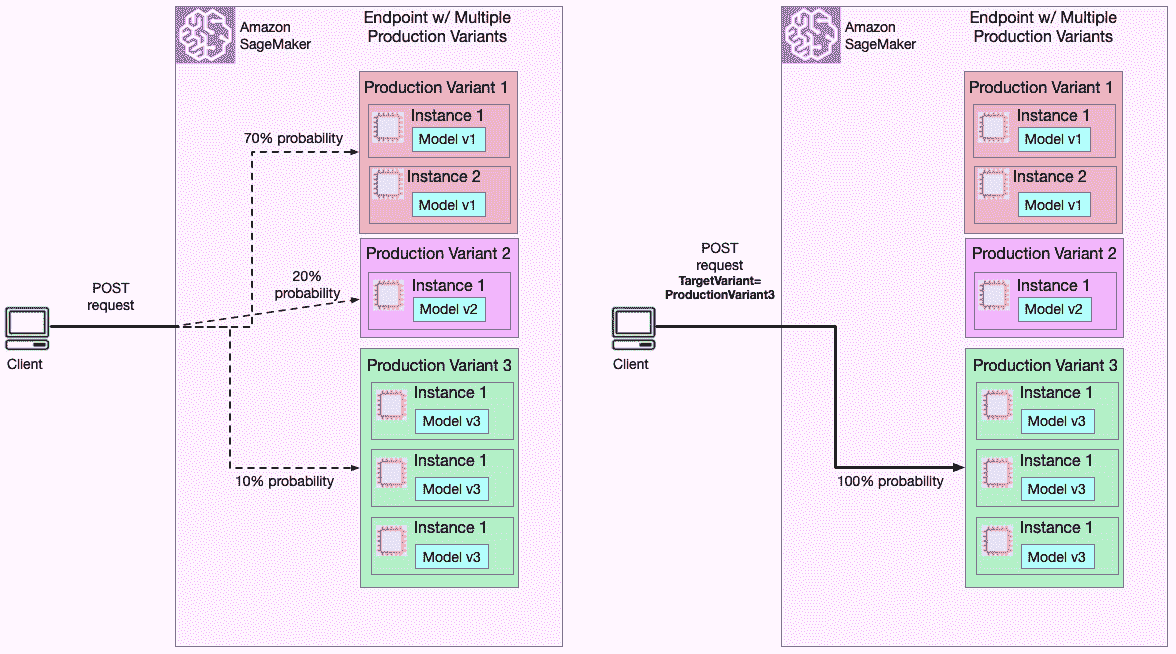 Amazon
SageMaker
Endpoint w/ Multiple
Production Variants
Production Variant 1
Instance 1
Model v1
Instance 2
Model v1
70% probability
Production Variant 2
Instance 1
Model v2
20%
probability
POST
request
Client
Production Variant 3
Instance 1
Model v3
Instance 1
Model v3
10% probability
Instance 1
Model v3
Amazon
SageMaker
Endpoint w/ Multiple
Production Variants
Production Variant 1
Instance 1
Model v1
Instance 2
Model v1
Production Variant 2
Instance 1
Model v2
POST
request
TargetVariant=
ProductionVariant3
Client
Production Variant 3
Instance 1
Model v3
Instance 1
Model v3
100% probability
Instance 1
Model v3